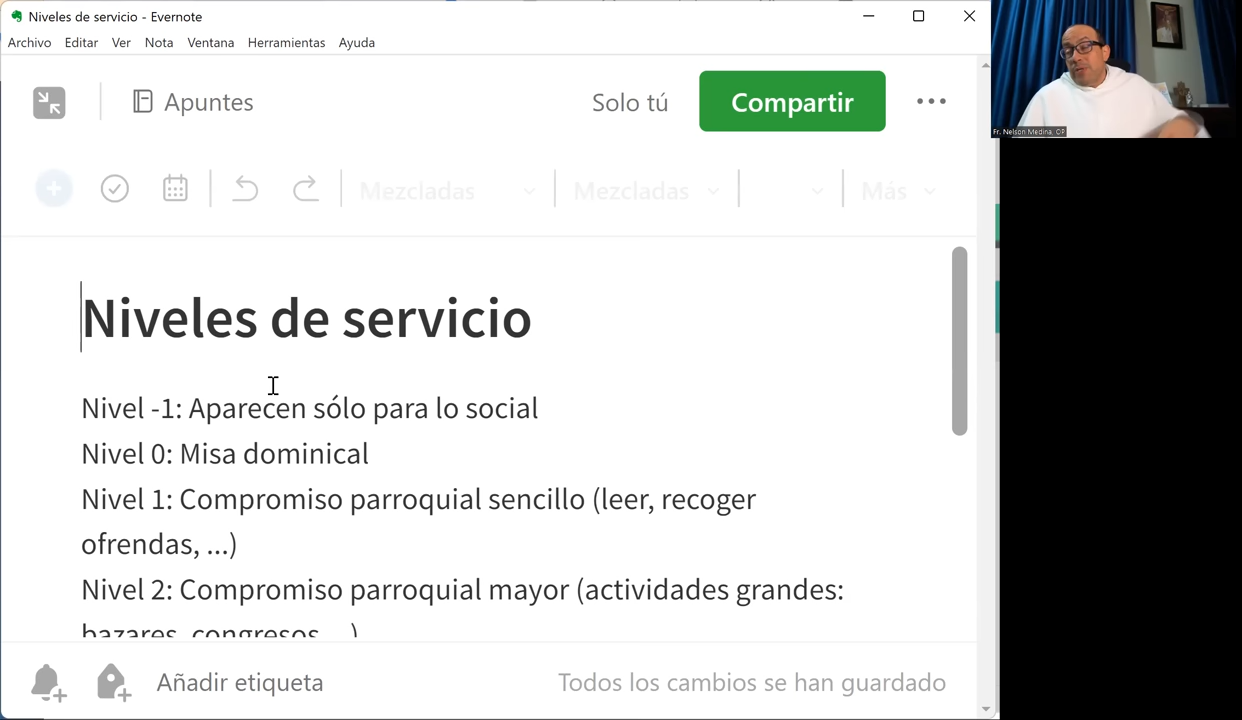 Niveles de servicio - Evernote
Archivo Editar Ver Nota Ventana Herramientas Ayuda
Apuntes Solo tú Compartir
Mezcladas Mezcladas Más
Niveles de servicio
Nivel -1: Aparecen sólo para lo social
Nivel 0: Misa dominical
Nivel 1: Compromiso parroquial sencillo (leer, recoger
ofrendas, ...)
Nivel 2: Compromiso parroquial mayor (actividades grandes:
bazares, congresos, ...)
Añadir etiqueta Todos los cambios se han guardado
Fr. Nelson Medina, OP